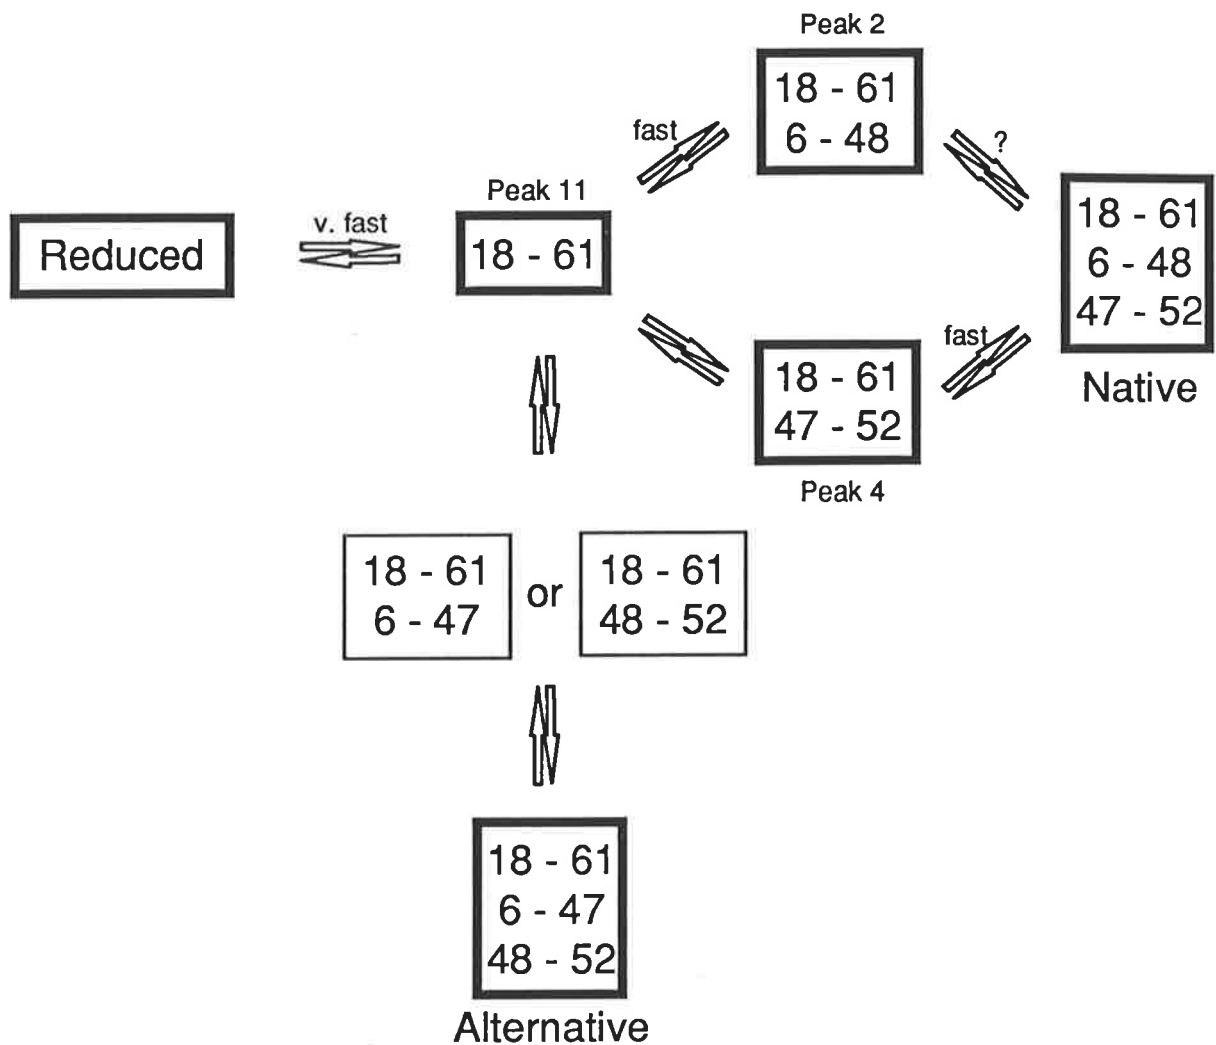 Peak 2
18 - 61
6 - 48
fast
?
Peak 11
18 - 61
v. fast
Reduced
18 - 61
6 - 48
47 - 52
Native
fast
18 - 61
47 - 52
Peak 4
18 - 61
6 - 47
or
18 - 61
48 - 52
18 - 61
6 - 47
48 - 52
Alternative